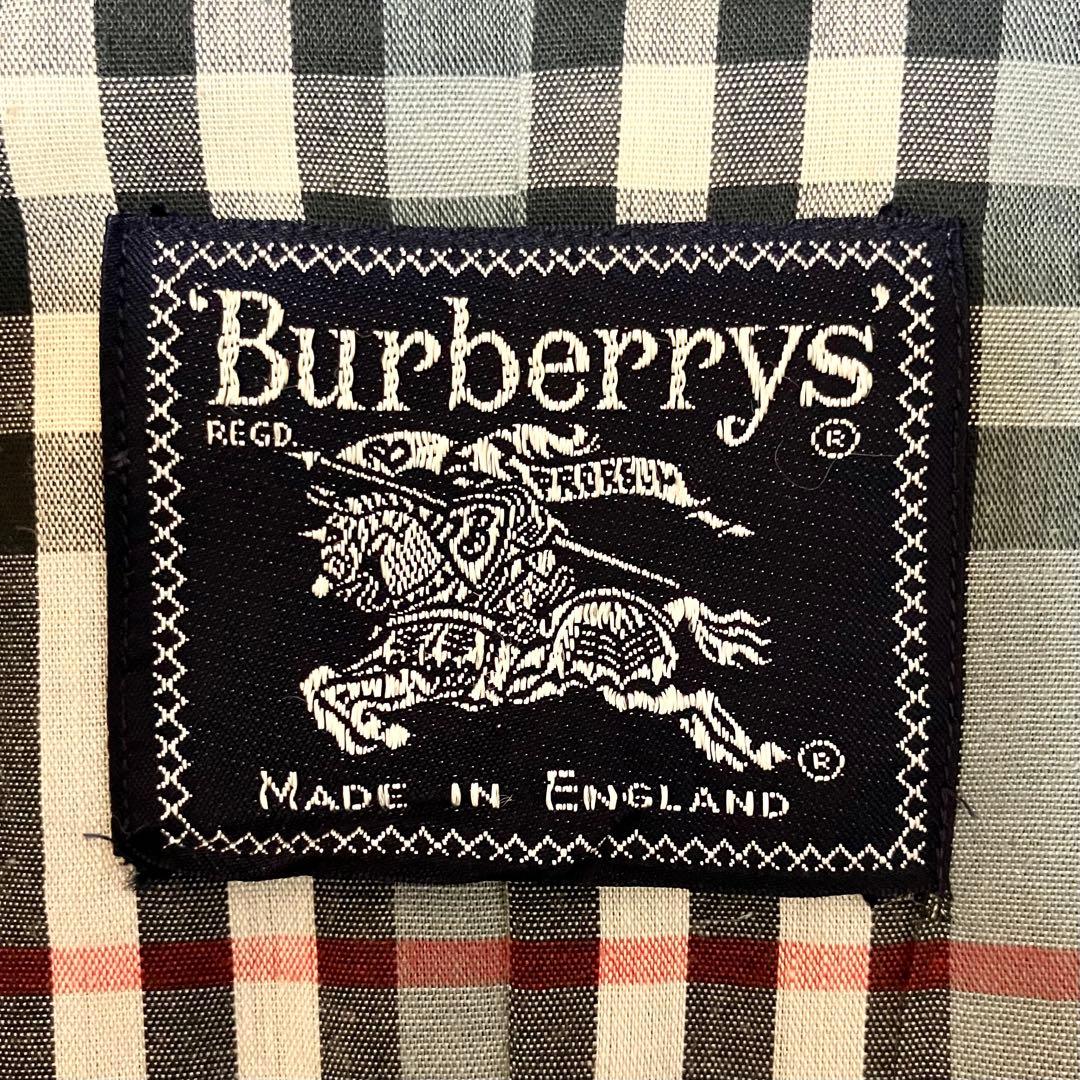 'Burberrys'
REGD. ®
PRORSUM
®
MADE IN ENGLAND